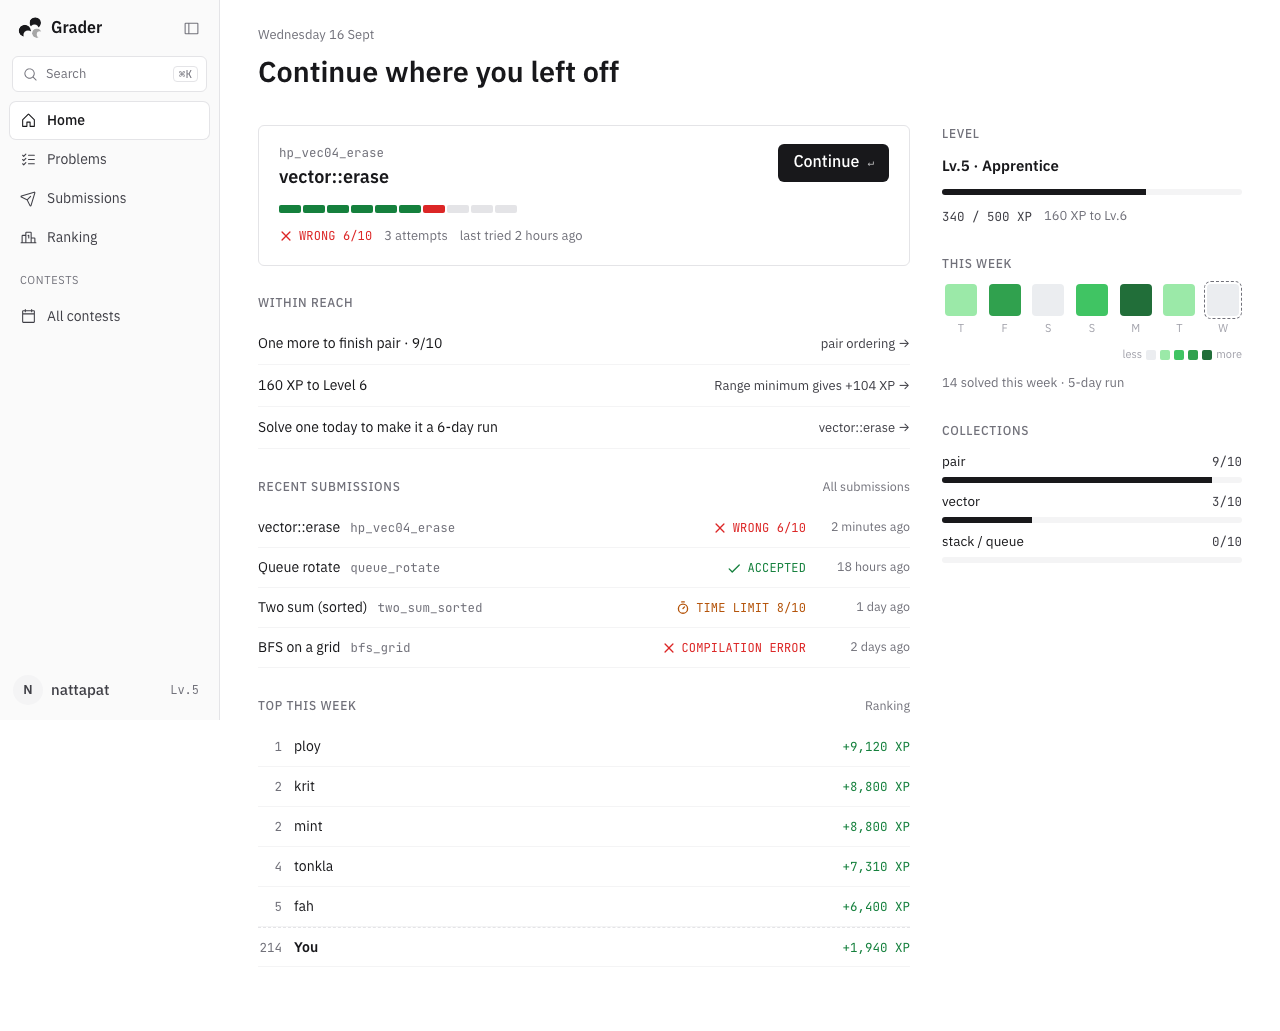 Grader
Search ⌘K
Home
Problems
Submissions
Ranking
CONTESTS
All contests
N nattapat Lv.5
Wednesday 16 Sept
Continue where you left off
hp_vec04_erase
vector::erase
Continue ↵
WRONG 6/10 3 attempts last tried 2 hours ago
WITHIN REACH
One more to finish pair · 9/10 pair ordering →
160 XP to Level 6 Range minimum gives +104 XP →
Solve one today to make it a 6-day run vector::erase →
RECENT SUBMISSIONS All submissions
vector::erase hp_vec04_erase WRONG 6/10 2 minutes ago
Queue rotate queue_rotate ACCEPTED 18 hours ago
Two sum (sorted) two_sum_sorted TIME LIMIT 8/10 1 day ago
BFS on a grid bfs_grid COMPILATION ERROR 2 days ago
TOP THIS WEEK Ranking
1 ploy +9,120 XP
2 krit +8,800 XP
2 mint +8,800 XP
4 tonkla +7,310 XP
5 fah +6,400 XP
214 You +1,940 XP
LEVEL
Lv.5 · Apprentice
340 / 500 XP 160 XP to Lv.6
THIS WEEK
T F S S M T W
less more
14 solved this week · 5-day run
COLLECTIONS
pair 9/10
vector 3/10
stack / queue 0/10